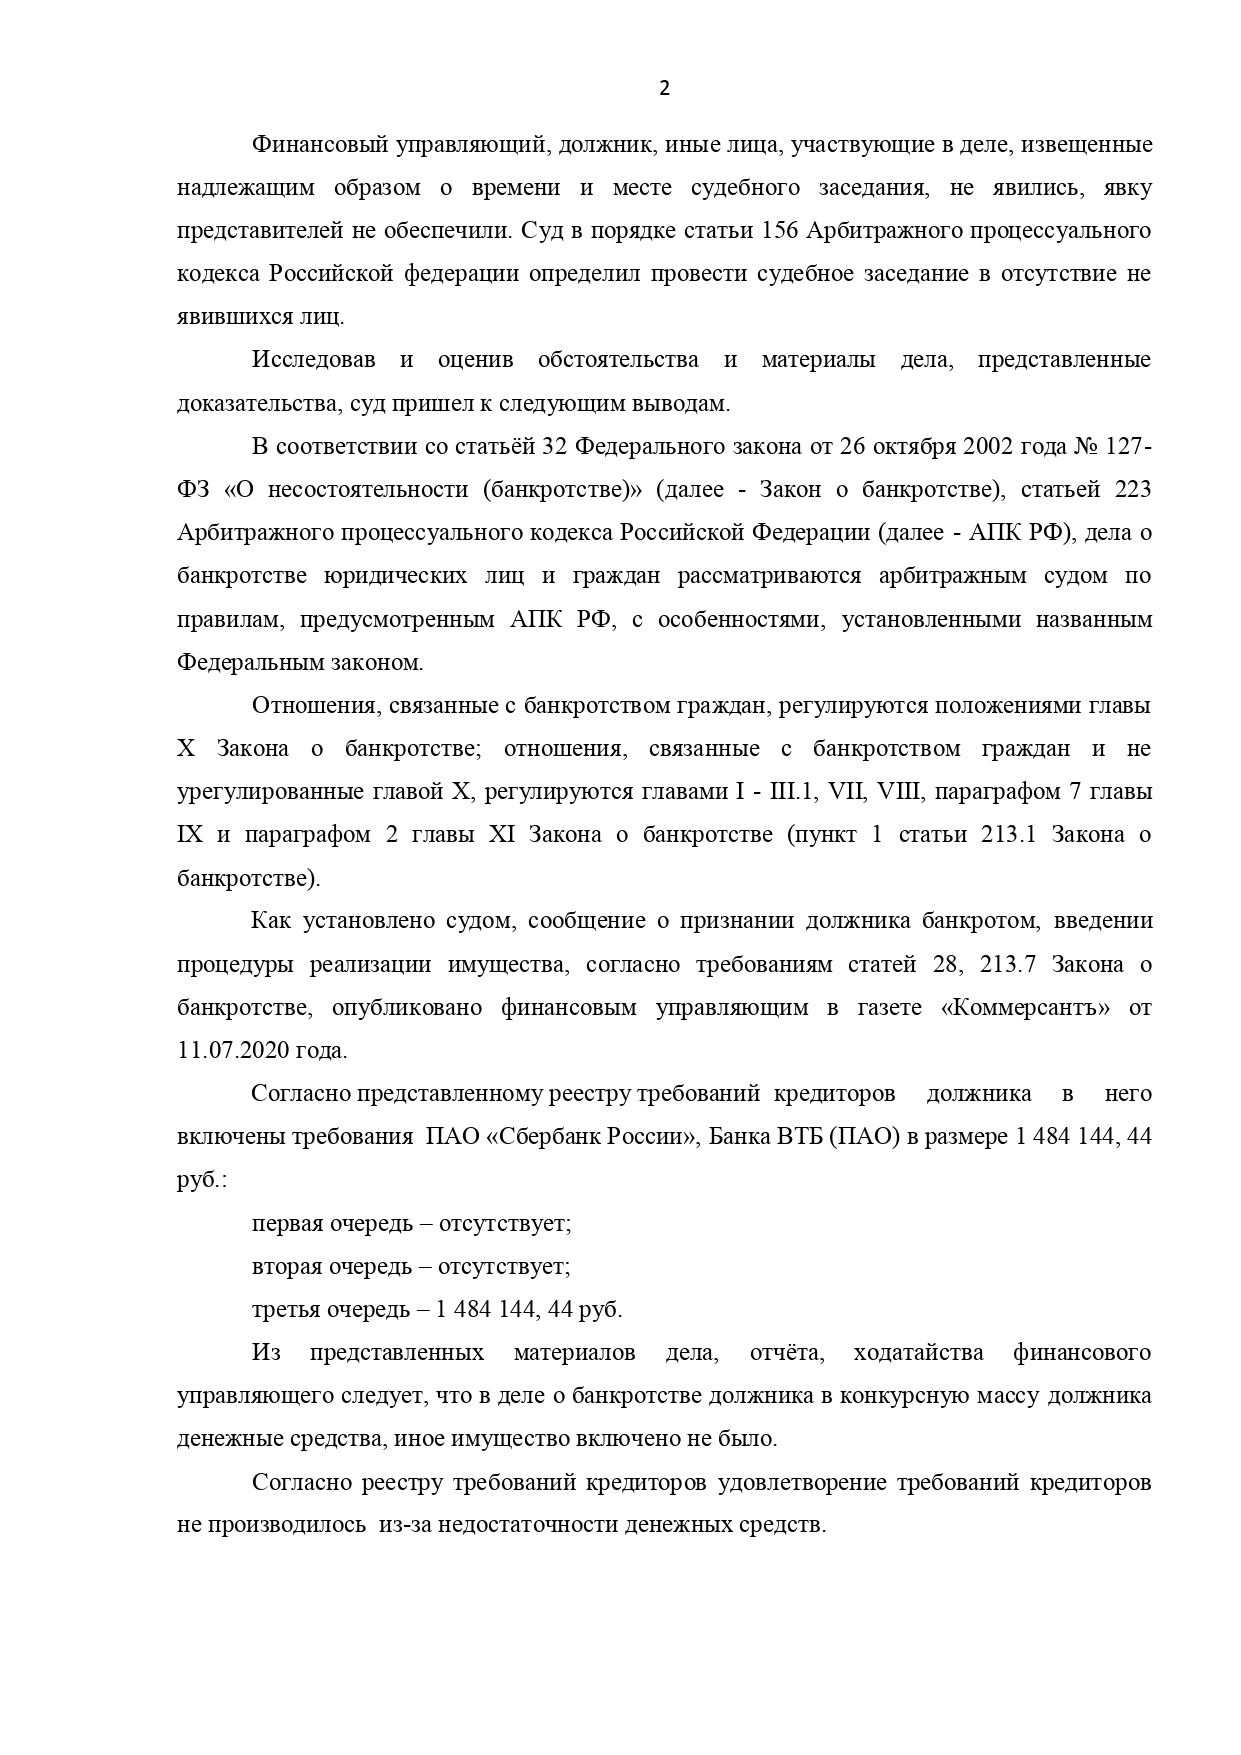 2
Финансовый управляющий, должник, иные лица, участвующие в деле, извещенные
надлежащим образом о времени и месте судебного заседания, не явились, явку
представителей не обеспечили. Суд в порядке статьи 156 Арбитражного процессуального
кодекса Российской федерации определил провести судебное заседание в отсутствие не
явившихся лиц.
Исследовав и оценив обстоятельства и материалы дела, представленные
доказательства, суд пришел к следующим выводам.
В соответствии со статьёй 32 Федерального закона от 26 октября 2002 года № 127-
ФЗ «О несостоятельности (банкротстве)» (далее - Закон о банкротстве), статьей 223
Арбитражного процессуального кодекса Российской Федерации (далее - АПК РФ), дела о
банкротстве юридических лиц и граждан рассматриваются арбитражным судом по
правилам, предусмотренным АПК РФ, с особенностями, установленными названным
Федеральным законом.
Отношения, связанные с банкротством граждан, регулируются положениями главы
X Закона о банкротстве; отношения, связанные с банкротством граждан и не
урегулированные главой X, регулируются главами I - III.1, VII, VIII, параграфом 7 главы
IX и параграфом 2 главы XI Закона о банкротстве (пункт 1 статьи 213.1 Закона о
банкротстве).
Как установлено судом, сообщение о признании должника банкротом, введении
процедуры реализации имущества, согласно требованиям статей 28, 213.7 Закона о
банкротстве, опубликовано финансовым управляющим в газете «Коммерсантъ» от
11.07.2020 года.
Согласно представленному реестру требований кредиторов должника в него
включены требования ПАО «Сбербанк России», Банка ВТБ (ПАО) в размере 1 484 144, 44
руб.:
первая очередь – отсутствует;
вторая очередь – отсутствует;
третья очередь – 1 484 144, 44 руб.
Из представленных материалов дела, отчёта, ходатайства финансового
управляющего следует, что в деле о банкротстве должника в конкурсную массу должника
денежные средства, иное имущество включено не было.
Согласно реестру требований кредиторов удовлетворение требований кредиторов
не производилось из-за недостаточности денежных средств.